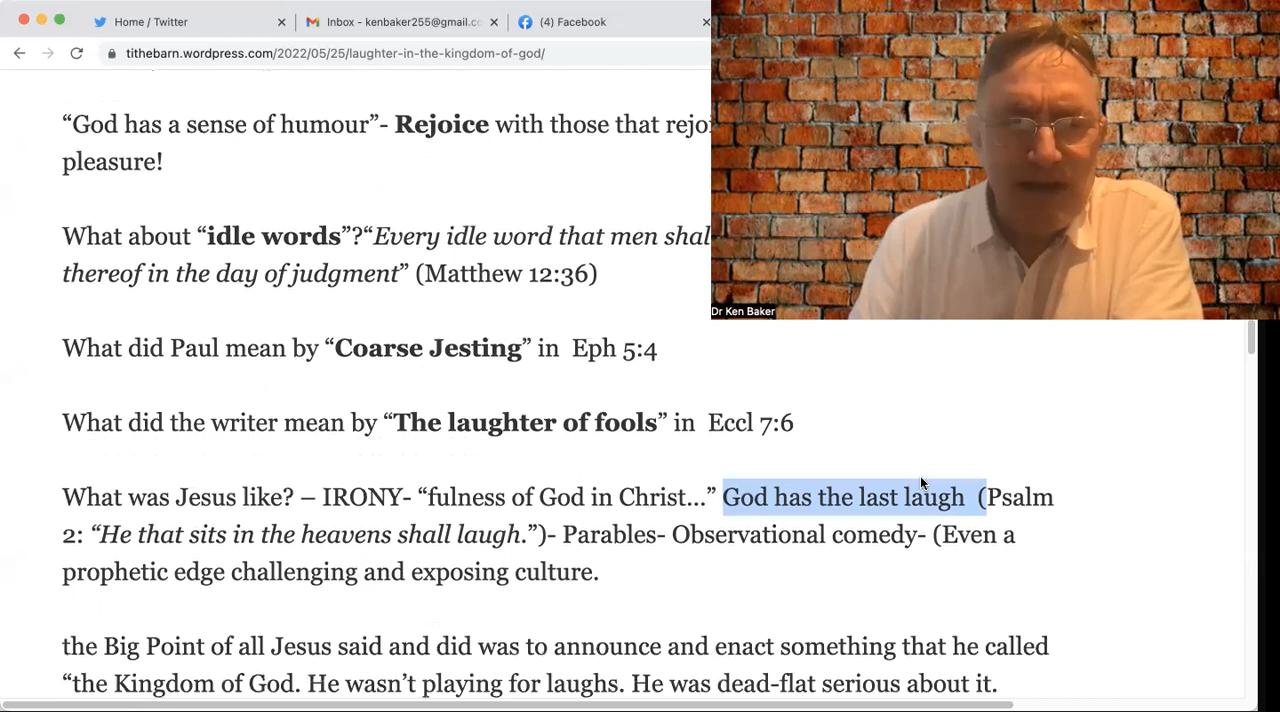 Home / Twitter
Inbox - kenbaker255@gmail.co
(4) Facebook
tithebarn.wordpress.com/2022/05/25/laughter-in-the-kingdom-of-god/
“God has a sense of humour”- Rejoice with those that rejoi
pleasure!
What about “idle words”?“Every idle word that men shal
thereof in the day of judgment” (Matthew 12:36)
Dr Ken Baker
What did Paul mean by “Coarse Jesting” in Eph 5:4
What did the writer mean by “The laughter of fools” in Eccl 7:6
What was Jesus like? – IRONY- “fulness of God in Christ…” God has the last laugh (Psalm
2: “He that sits in the heavens shall laugh.”)- Parables- Observational comedy- (Even a
prophetic edge challenging and exposing culture.
the Big Point of all Jesus said and did was to announce and enact something that he called
“the Kingdom of God. He wasn’t playing for laughs. He was dead-flat serious about it.